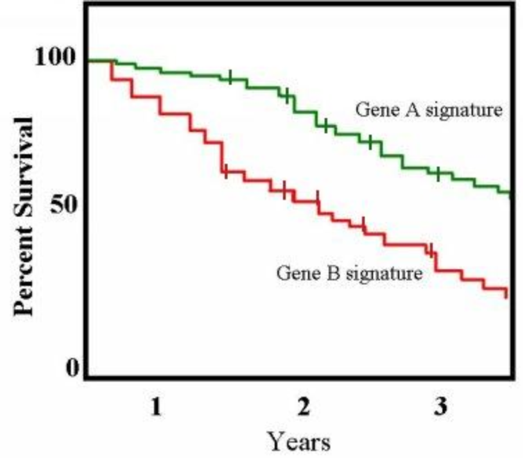 100
Gene A signature
50
Percent Survival
Gene B signature
0
1 2 3
Years